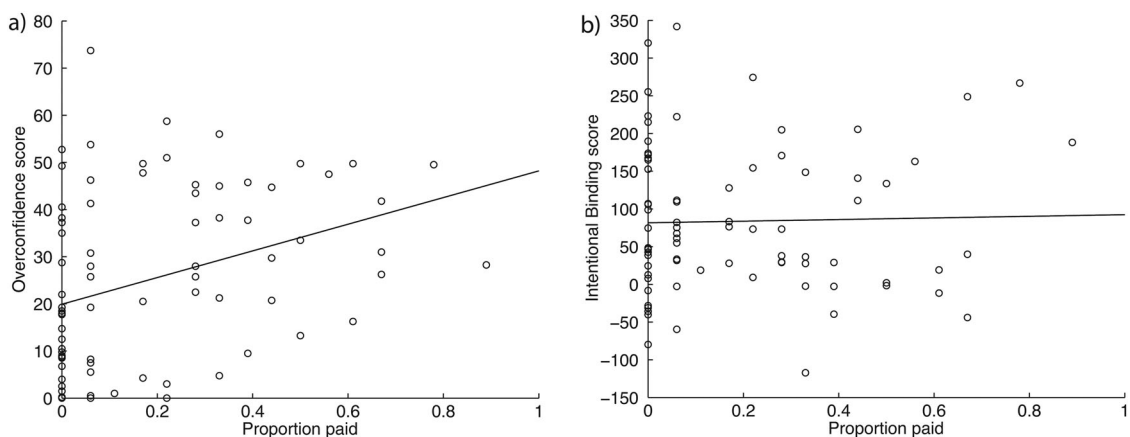 a)
Overconfidence score
80
70
60
50
40
30
20
10
0
0 0.2 0.4 0.6 0.8 1
Proportion paid
b)
Intentional Binding score
350
300
250
200
150
100
50
0
−50
−100
−150
0 0.2 0.4 0.6 0.8 1
Proportion paid